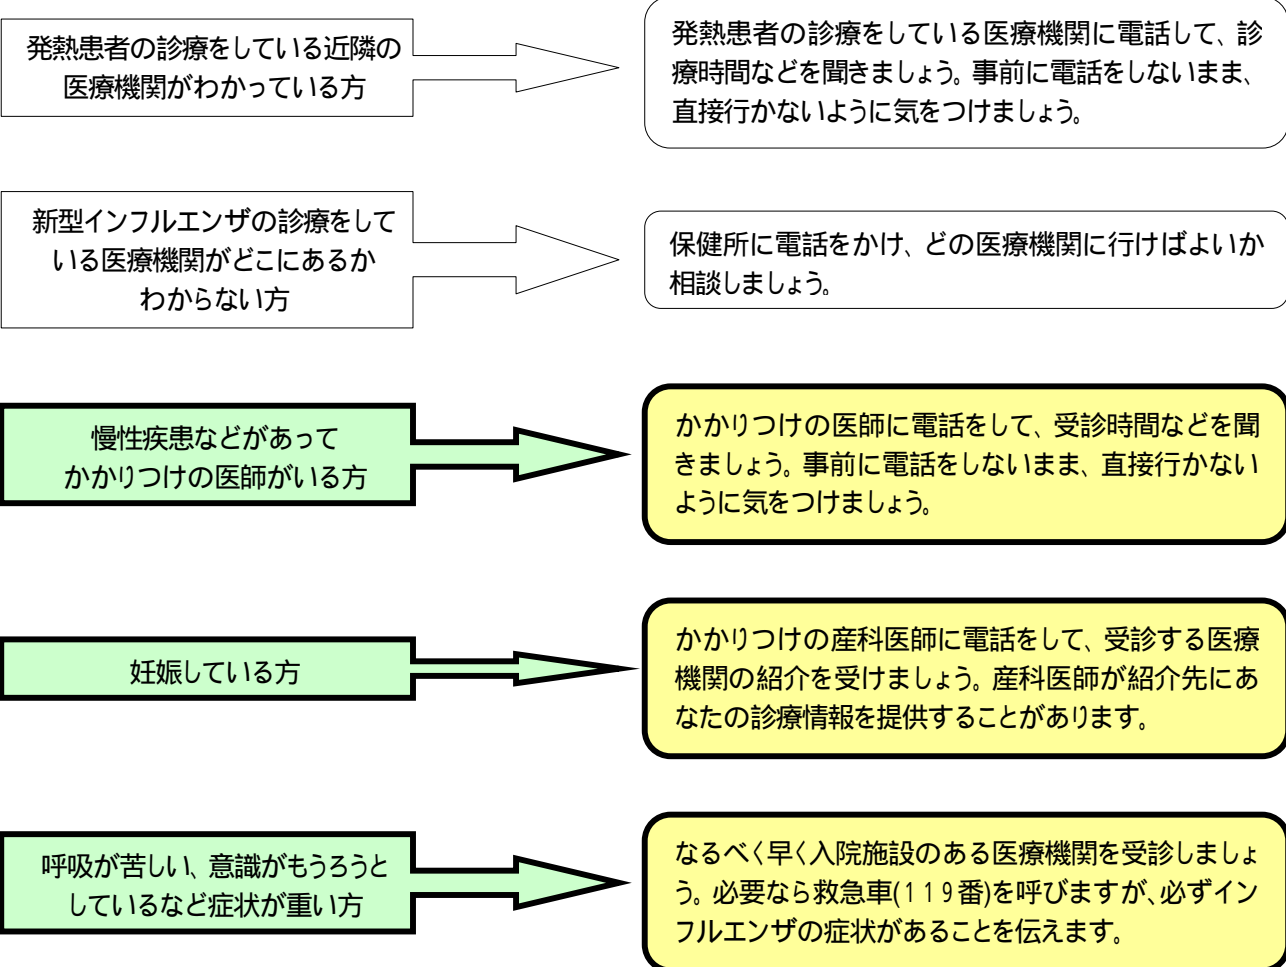 発熱患者の診療をしている近隣の
医療機関がわかっている方
発熱患者の診療をしている医療機関に電話して、診
療時間などを聞きましょう。事前に電話をしないまま、
直接行かないように気をつけましょう。
新型インフルエンザの診療をして
いる医療機関がどこにあるか
わからない方
保健所に電話をかけ、どの医療機関に行けばよいか
相談しましょう。
慢性疾患などがあって
かかりつけの医師がいる方
かかりつけの医師に電話をして、受診時間などを聞
きましょう。事前に電話をしないまま、直接行かない
ように気をつけましょう。
妊娠している方
かかりつけの産科医師に電話をして、受診する医療
機関の紹介を受けましょう。産科医師が紹介先にあ
なたの診療情報を提供することがあります。
呼吸が苦しい、意識がもうろうと
しているなど症状が重い方
なるべく早く入院施設のある医療機関を受診しましょ
う。必要なら救急車(119番)を呼びますが、必ずイン
フルエンザの症状があることを伝えます。